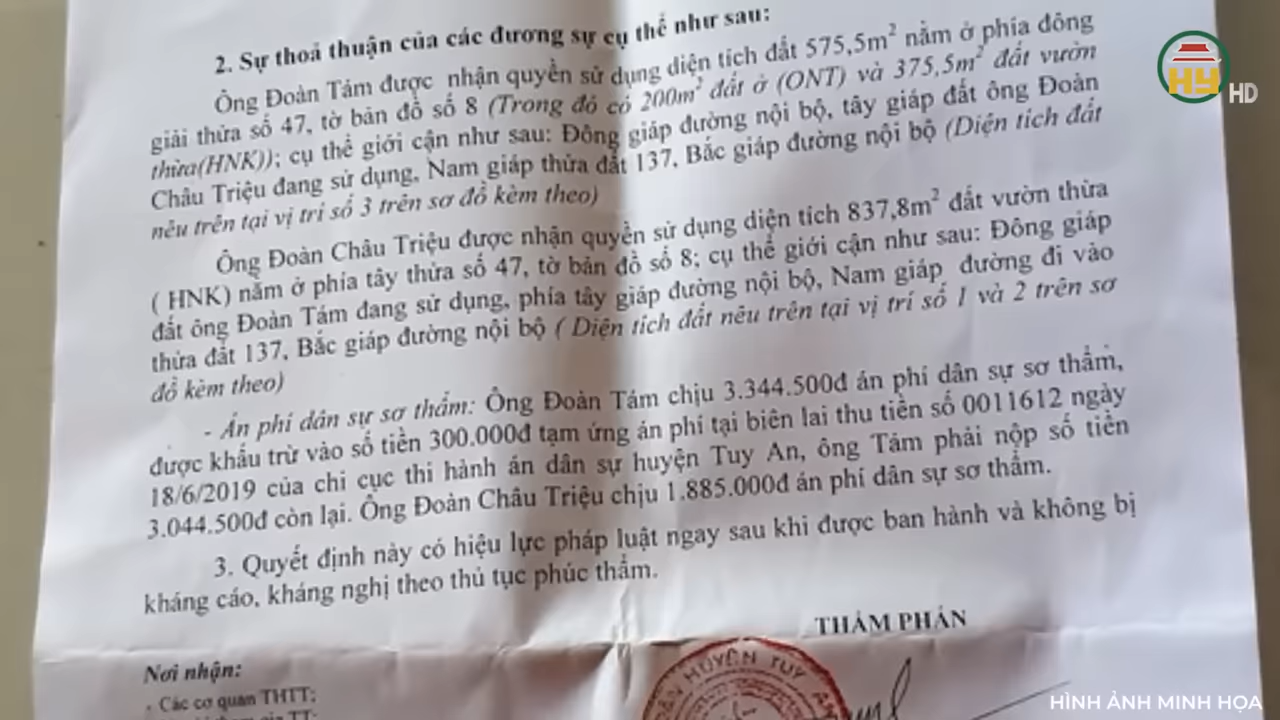 2. Sự thoả thuận của các đương sự cụ thể như sau:
Ông Đoàn Tám được nhận quyền sử dụng diện tích đất 575,5m² nằm ở phía đông
giải thửa số 47, tờ bản đồ số 8 (Trong đó có 200m² đất ở (ONT) và 375,5m² đất vườn
thừa(HNK)); cụ thể giới cận như sau: Đông giáp đường nội bộ, tây giáp đất ông Đoàn
Châu Triệu đang sử dụng, Nam giáp thửa đất 137, Bắc giáp đường nội bộ (Diện tích đất
nêu trên tại vị trí số 3 trên sơ đồ kèm theo)
Ông Đoàn Châu Triệu được nhận quyền sử dụng diện tích 837,8m² đất vườn thừa
( HNK) nằm ở phía tây thửa số 47, tờ bản đồ số 8; cụ thể giới cận như sau: Đông giáp
đất ông Đoàn Tám đang sử dụng, phía tây giáp đường nội bộ, Nam giáp đường đi vào
thửa đất 137, Bắc giáp đường nội bộ ( Diện tích đất nêu trên tại vị trí số 1 và 2 trên sơ
đồ kèm theo)
- Án phí dân sự sơ thẩm: Ông Đoàn Tám chịu 3.344.500đ án phí dân sự sơ thẩm,
được khấu trừ vào số tiền 300.000đ tạm ứng án phí tại biên lai thu tiền số 0011612 ngày
18/6/2019 của chi cục thi hành án dân sự huyện Tuy An, ông Tám phải nộp số tiền
3.044.500đ còn lại. Ông Đoàn Châu Triệu chịu 1.885.000đ án phí dân sự sơ thẩm.
3. Quyết định này có hiệu lực pháp luật ngay sau khi được ban hành và không bị
kháng cáo, kháng nghị theo thủ tục phúc thẩm.
THẨM PHÁN
Nơi nhận:
- Các cơ quan THTT;
HUYỆN TUY AN
HY HD
HÌNH ẢNH MINH HỌA